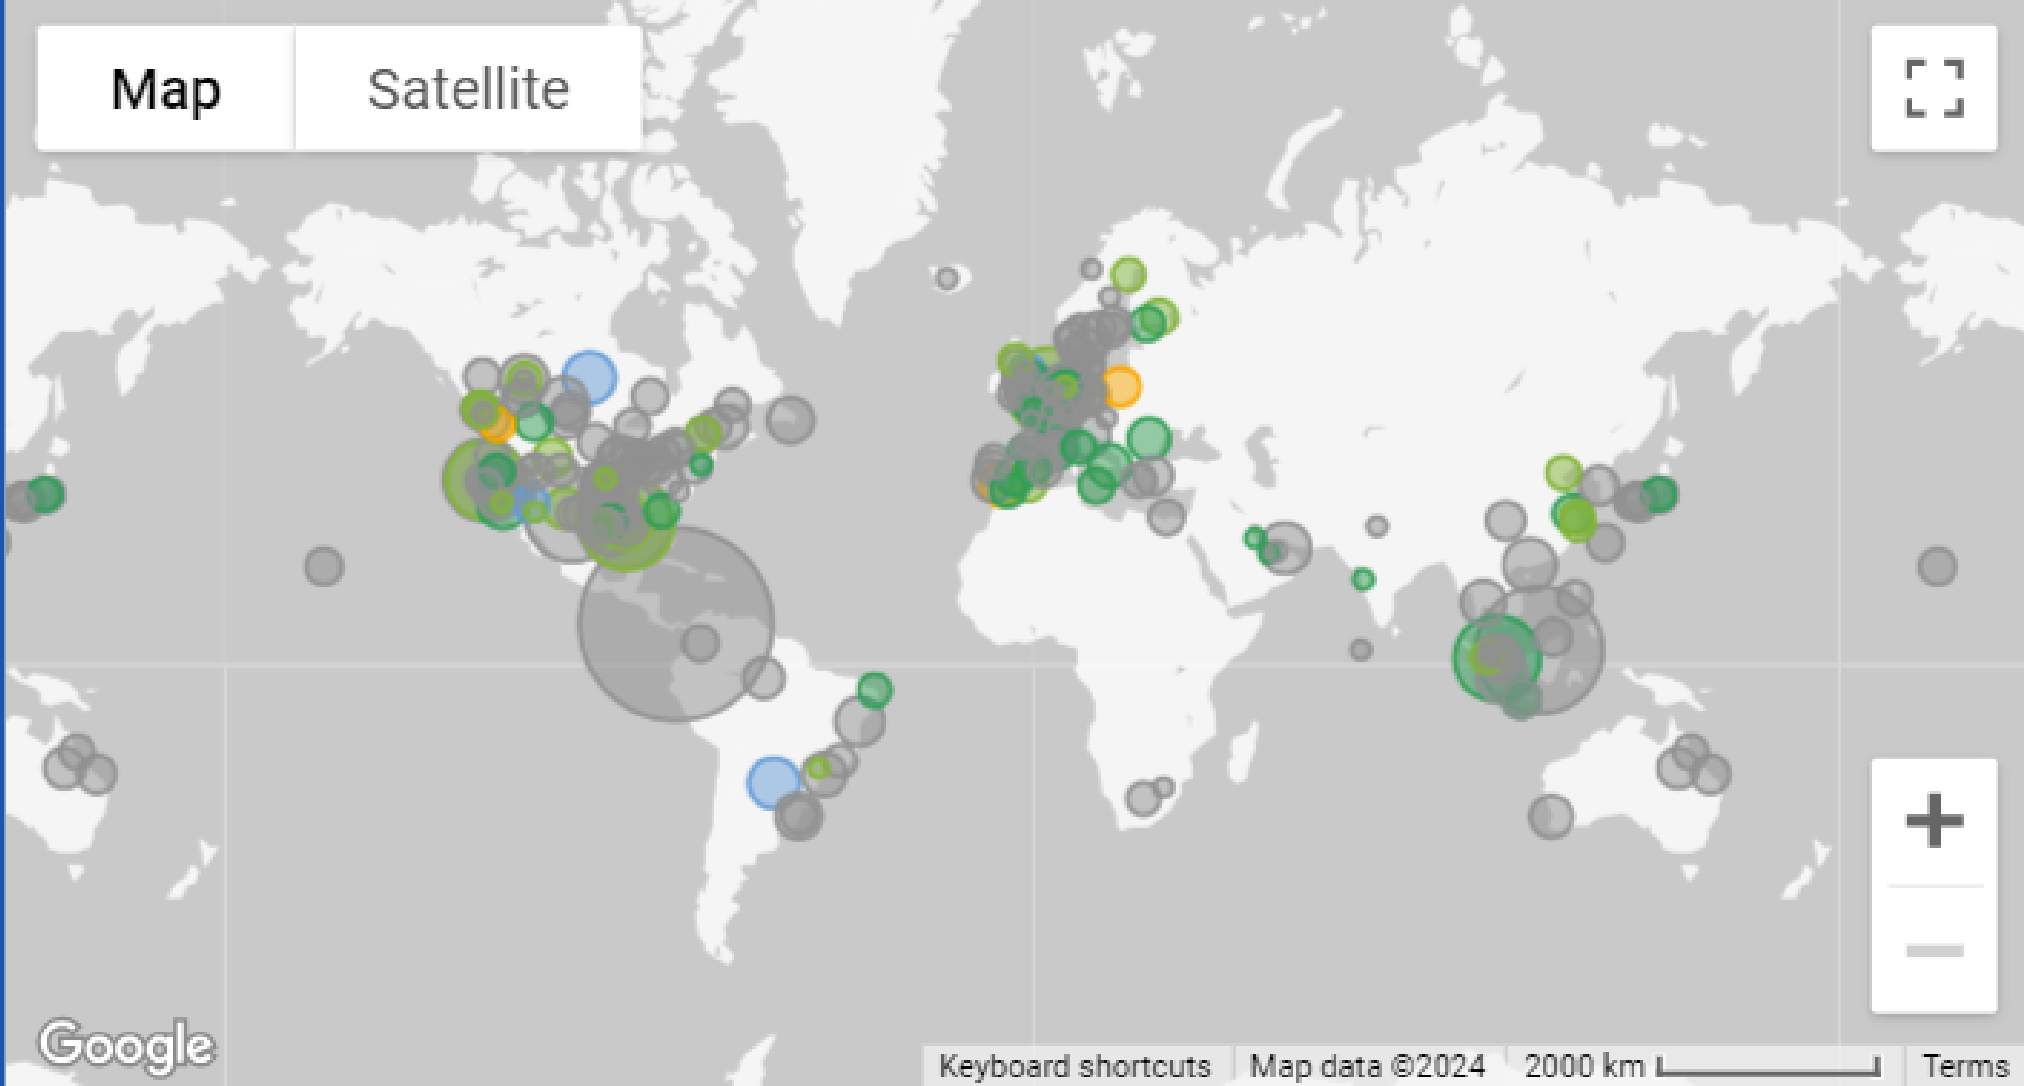 Map
Satellite
Google
Keyboard shortcuts
Map data ©2024
2000 km
Terms